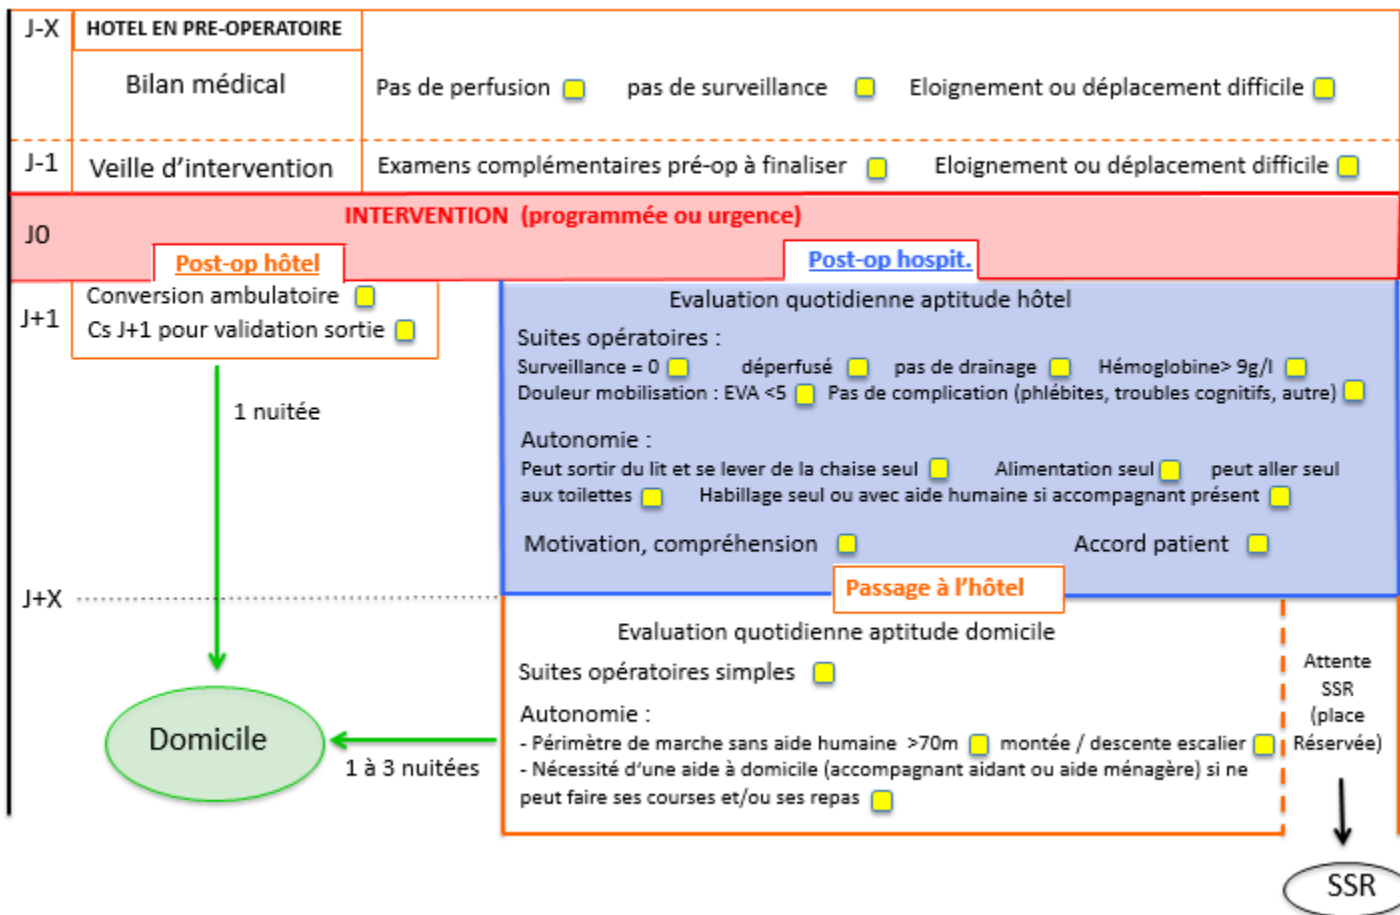 J-X
HOTEL EN PRE-OPERATOIRE
Bilan médical
Pas de perfusion pas de surveillance Eloignement ou déplacement difficile
J-1
Veille d'intervention
Examens complémentaires pré-op à finaliser Eloignement ou déplacement difficile
INTERVENTION (programmée ou urgence)
J0
Post-op hôtel
Post-op hospit.
J+1
Conversion ambulatoire
Cs J+1 pour validation sortie
1 nuitée
Evaluation quotidienne aptitude hôtel
Suites opératoires :
Surveillance = 0 déperfusé pas de drainage Hémoglobine> 9g/l
Douleur mobilisation : EVA <5 Pas de complication (phlébites, troubles cognitifs, autre)
Autonomie :
Peut sortir du lit et se lever de la chaise seul Alimentation seul peut aller seul
aux toilettes Habillage seul ou avec aide humaine si accompagnant présent
Motivation, compréhension Accord patient
Passage à l'hôtel
J+X
Evaluation quotidienne aptitude domicile
Suites opératoires simples
Autonomie :
- Périmètre de marche sans aide humaine >70m montée / descente escalier
- Nécessité d'une aide à domicile (accompagnant aidant ou aide ménagère) si ne
peut faire ses courses et/ou ses repas
Attente
SSR
(place
Réservée)
Domicile
1 à 3 nuitées
SSR